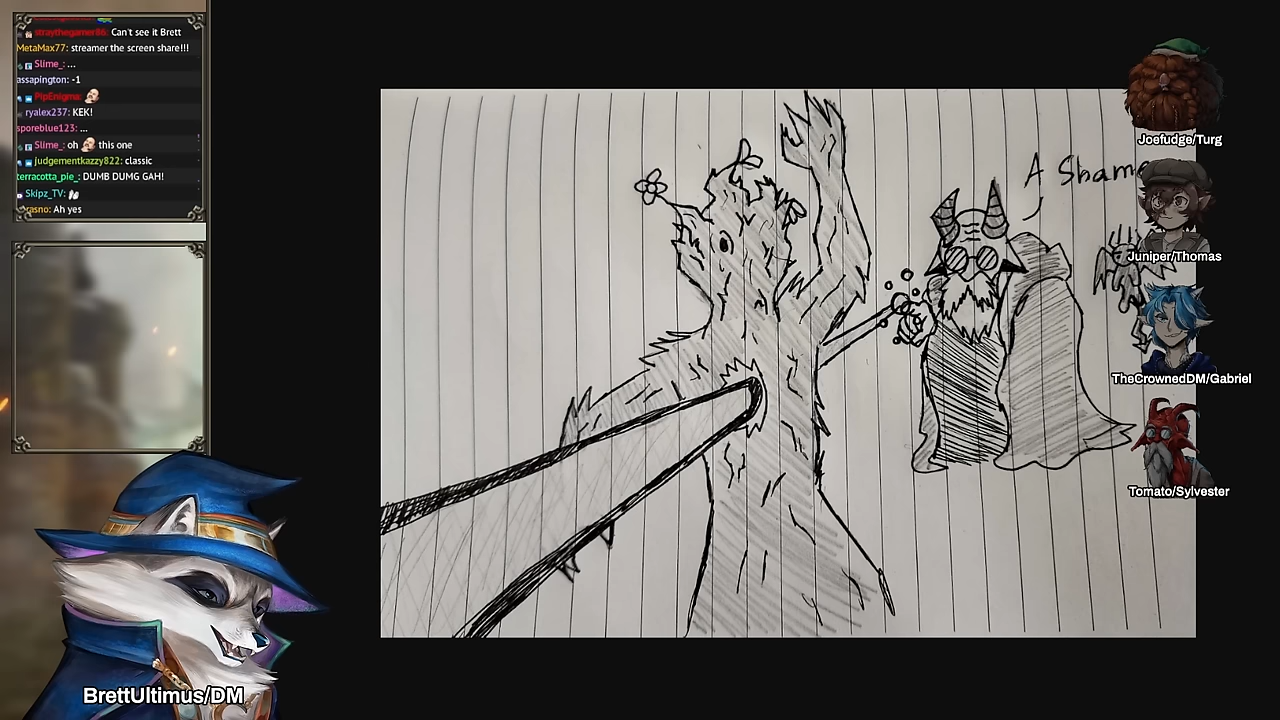 straythegamer86: Can't see it Brett
MetaMax77: streamer the screen share!!!
Slime_: ...
assapington: -1
PipEnigma:
ryalex237: KEK!
sporeblue123: ...
Slime_: oh this one
judgementkazzy822: classic
terracotta_pie_: DUMB DUMG GAH!
Skipz_TV:
rasno: Ah yes
A Shame
Joefudge/Turg
Juniper/Thomas
TheCrownedDM/Gabriel
Tomato/Sylvester
BrettUltimus/DM